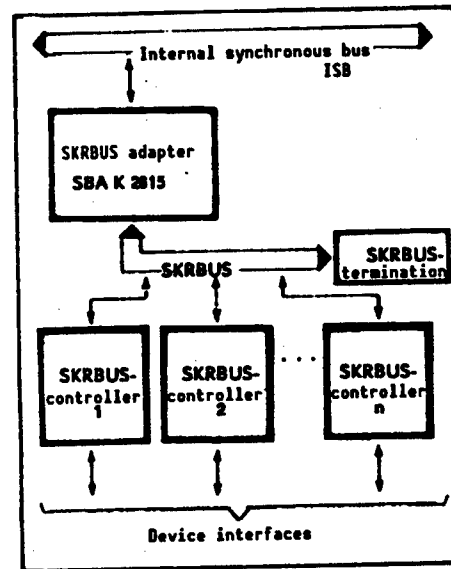 Internal synchronous bus
ISB
SKRBUS adapter
SBA K 2815
SKRBUS
SKRBUS-
termination
SKRBUS-
controller
1
SKRBUS-
controller
2
. . . .
SKRBUS-
controller
n
Device interfaces